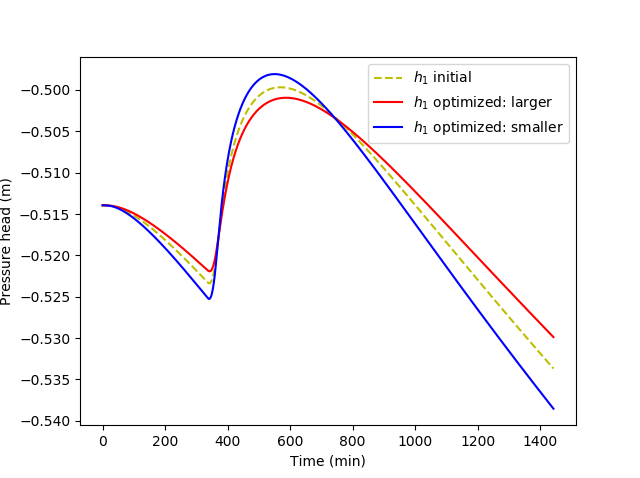 h₁ initial
h₁ optimized: larger
h₁ optimized: smaller
Pressure head (m)
−0.500
−0.505
−0.510
−0.515
−0.520
−0.525
−0.530
−0.535
−0.540
0 200 400 600 800 1000 1200 1400
Time (min)